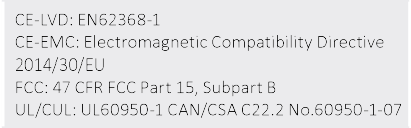 CE-LVD: EN62368-1
CE-EMC: Electromagnetic Compatibility Directive
2014/30/EU
FCC: 47 CFR FCC Part 15, Subpart B
UL/CUL: UL60950-1 CAN/CSA C22.2 No.60950-1-07